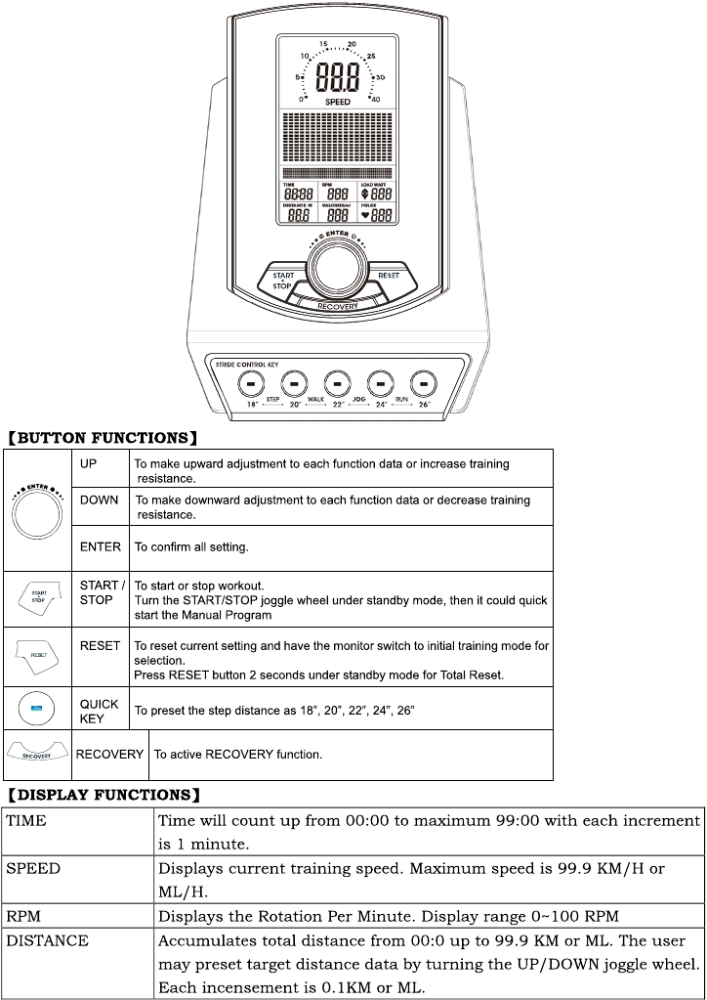 15 20
10 25
5 30
88.8
0 40
SPEED
TIME RPM LOAD WATT
88:88 888 888
DISTANCE M CALORIES/H PULSE
88.8 888 888
ENTER
START RESET
STOP
RECOVERY
STRIDE CONTROL KEY
STEP WALK JOG RUN
18" 20" 22" 24" 26"
【BUTTON FUNCTIONS】
ENTER
UP To make upward adjustment to each function data or increase training
resistance.
DOWN To make downward adjustment to each function data or decrease training
resistance.
ENTER To confirm all setting.
START
STOP
START / To start or stop workout.
STOP Turn the START/STOP joggle wheel under standby mode, then it could quick
start the Manual Program
RESET
RESET To reset current setting and have the monitor switch to initial training mode for
selection.
Press RESET button 2 seconds under standby mode for Total Reset.
QUICK
KEY To preset the step distance as 18”, 20”, 22”, 24”, 26”
RECOVERY
RECOVERY To active RECOVERY function.
【DISPLAY FUNCTIONS】
TIME Time will count up from 00:00 to maximum 99:00 with each increment
is 1 minute.
SPEED Displays current training speed. Maximum speed is 99.9 KM/H or
ML/H.
RPM Displays the Rotation Per Minute. Display range 0~100 RPM
DISTANCE Accumulates total distance from 00:0 up to 99.9 KM or ML. The user
may preset target distance data by turning the UP/DOWN joggle wheel.
Each incensement is 0.1KM or ML.